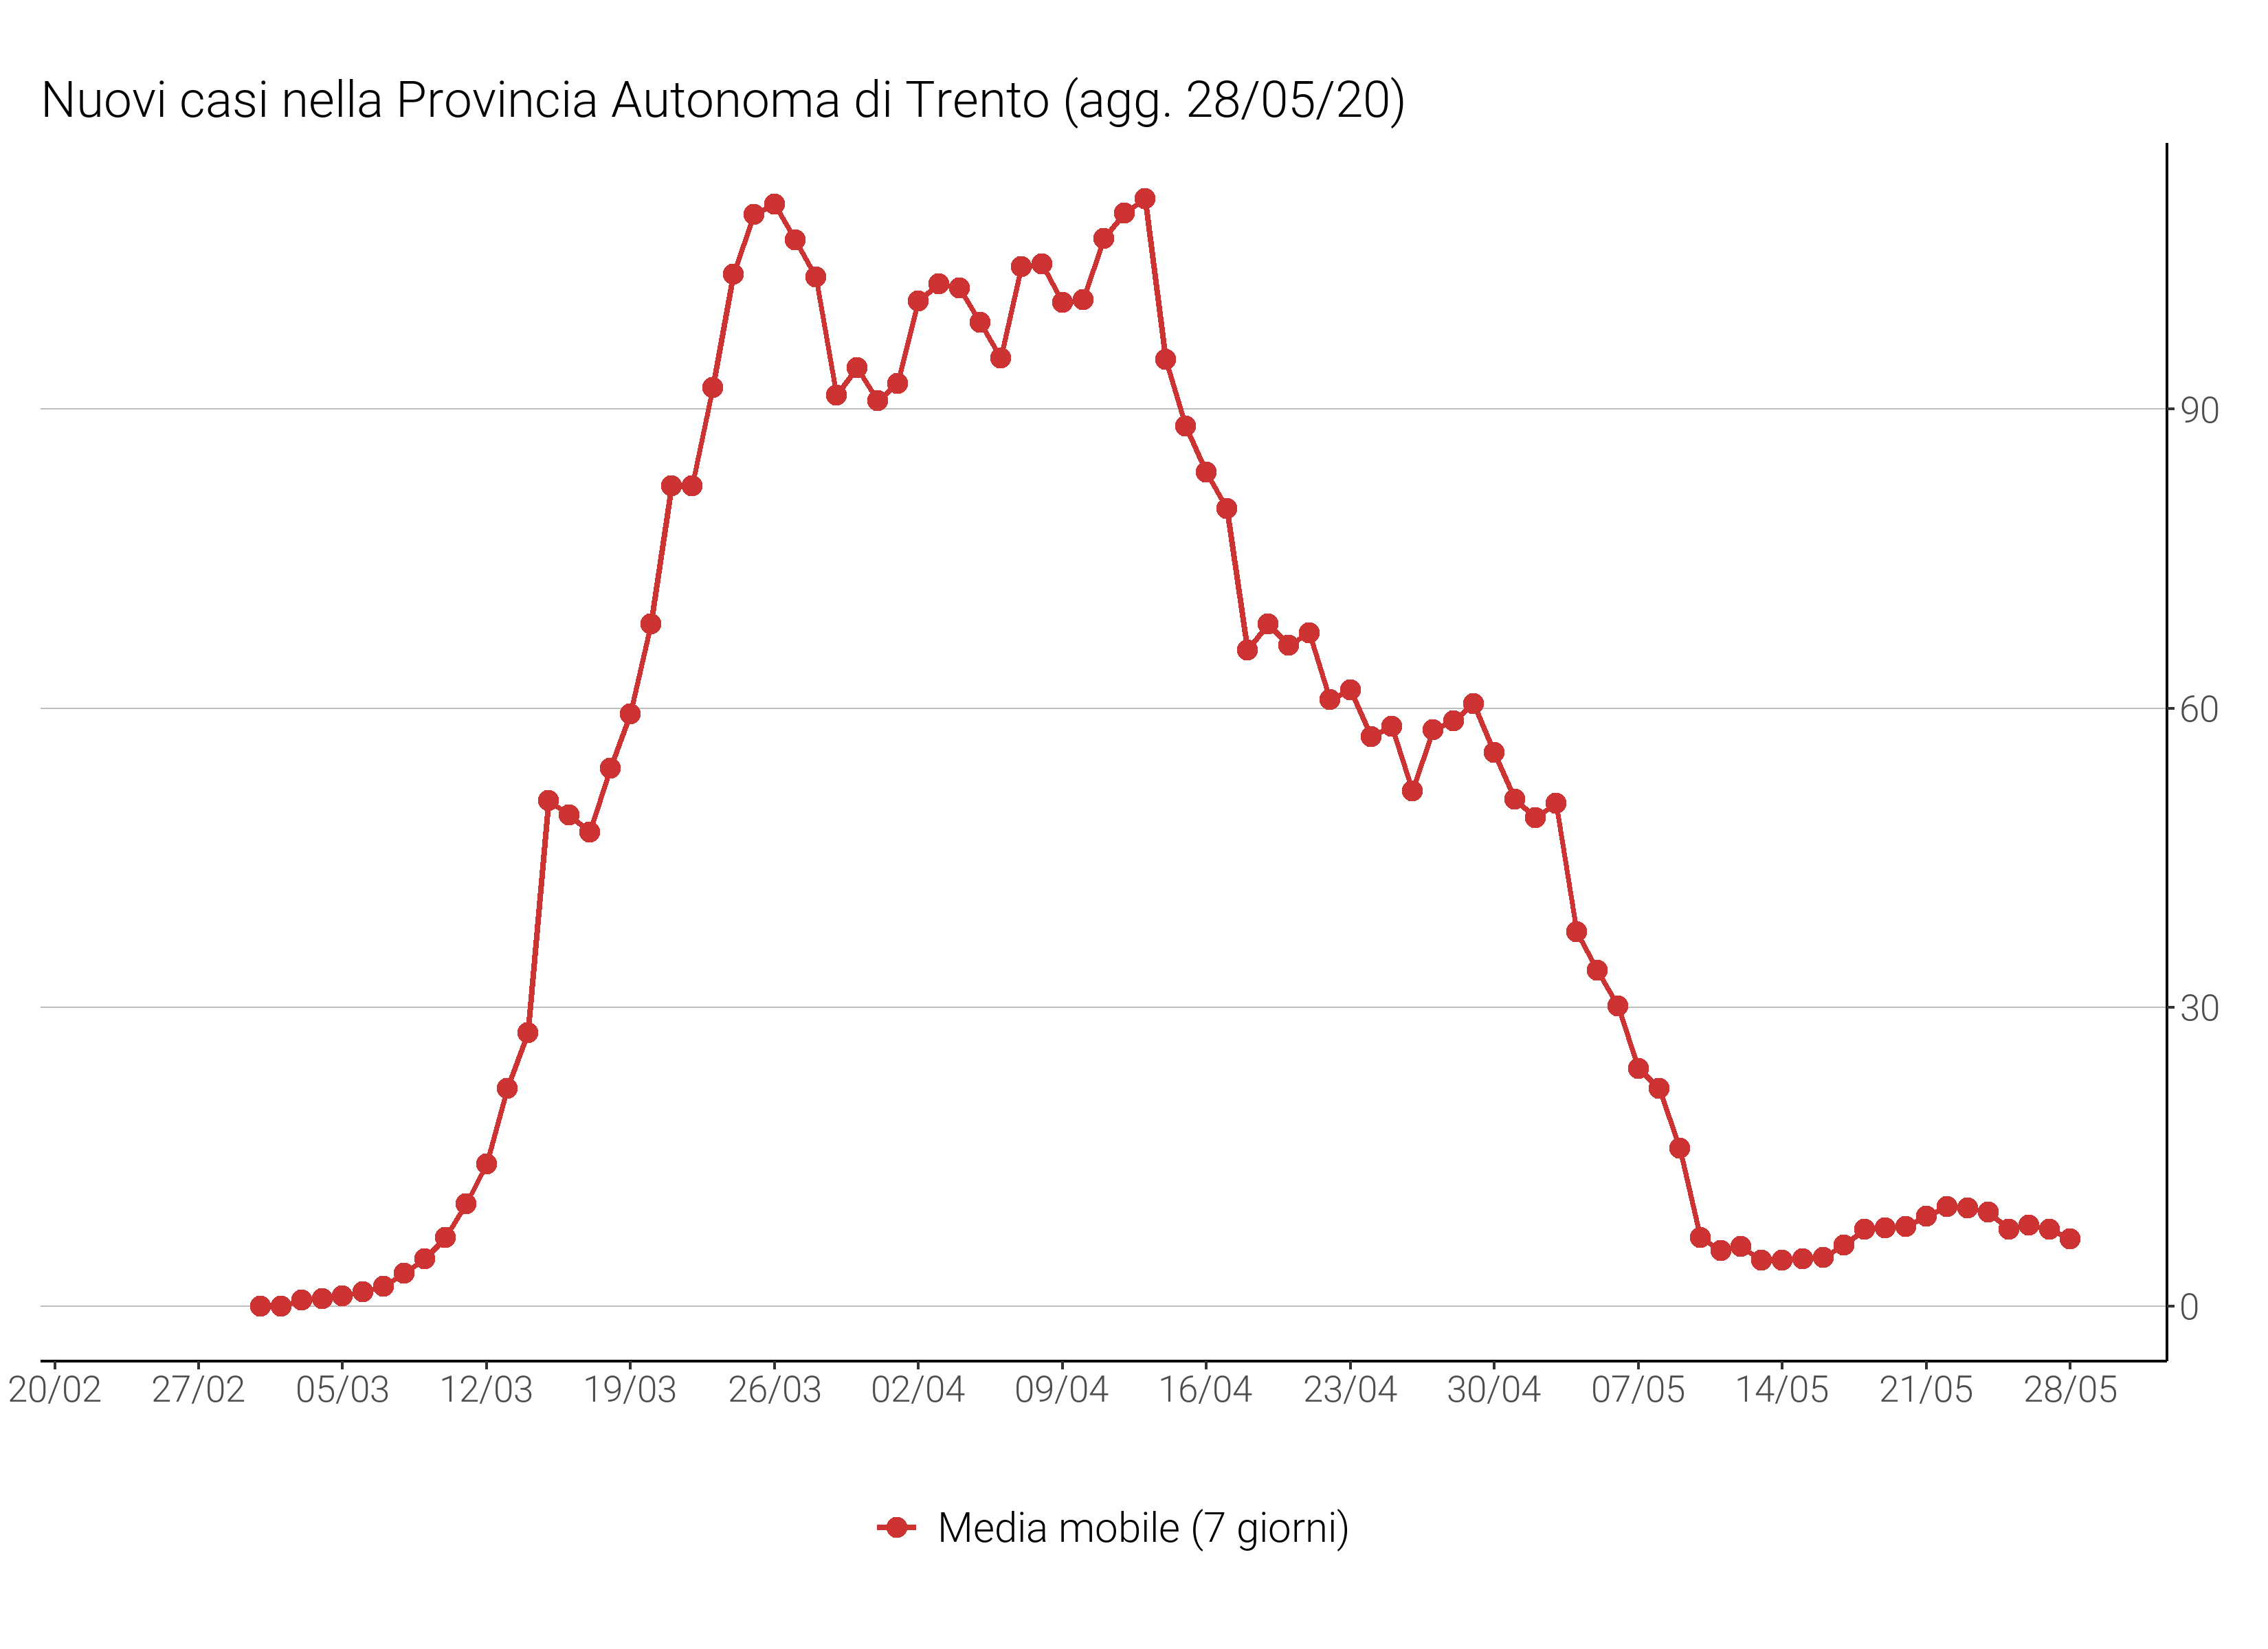 Nuovi casi nella Provincia Autonoma di Trento (agg. 28/05/20)
90
60
30
0
20/02 27/02 05/03 12/03 19/03 26/03 02/04 09/04 16/04 23/04 30/04 07/05 14/05 21/05 28/05
Media mobile (7 giorni)